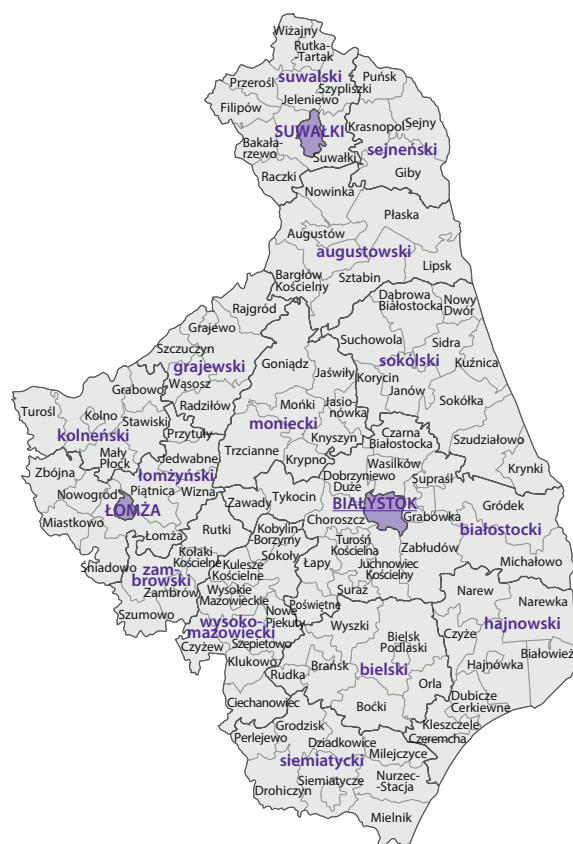 Wiżajny
Rutka-
Tartak
suwalski
Puńsk
Przerośl
Szypliszki
Filipów
Jeleniewo
SUWAŁKI
Krasnopol
Sejny
Bakała-
rzewo
Suwałki
sejneński
Raczki
Giby
Nowinka
Płaska
Augustów
augustowski
Lipsk
Bargłów
Kościelny
Sztabin
Dąbrowa
Białostocka
Nowy
Dwór
Rajgród
Grajewo
Suchowola
Sidra
Szczuczyn
grajewski
Goniądz
sokólski
Kuźnica
Wąsosz
Jaświły
Korycin
Janów
Grabowo
Radziłów
Mońki
Jasio-
nówka
Sokółka
Turośl
Kolno
Stawiski
kolneński
Przytuły
moniecki
Knyszyn
Czarna
Białostocka
Szudziałowo
Mały
Płock
Trzcianne
Krypno
Wasilków
Krynki
Zbójna
Jedwabne
łomżyński
Dobrzyniewo
Duże
Supraśl
Nowogród
Piątnica
Wizna
Zawady
Tykocin
BIAŁYSTOK
Gródek
ŁOMŻA
Miastkowo
Choroszcz
Grabówka
białostocki
Łomża
Rutki
Kobylin-
Borzymy
Turośń
Kościelna
Zabłudów
Śniadowo
Kołaki
Kościelne
Sokoły
Łapy
Juchnowiec
Kościelny
Michałowo
zam-
browski
Kulesze
Kościelne
Zambrów
Wysokie
Mazowieckie
Suraż
Narew
Narewka
Szumowo
Nowe
Piekuty
Poświętne
wysoko-
mazowiecki
Wyszki
Bielsk
Podlaski
Czyże
hajnowski
Czyżew
Szepietowo
Białowieża
Klukowo
Rudka
Brańsk
bielski
Hajnówka
Orla
Dubicze
Cerkiewne
Ciechanowiec
Boćki
Kleszczele
Czeremcha
Perlejewo
Grodzisk
Dziadkowice
Milejczyce
siemiatycki
Siemiatycze
Nurzec-
-Stacja
Drohiczyn
Mielnik